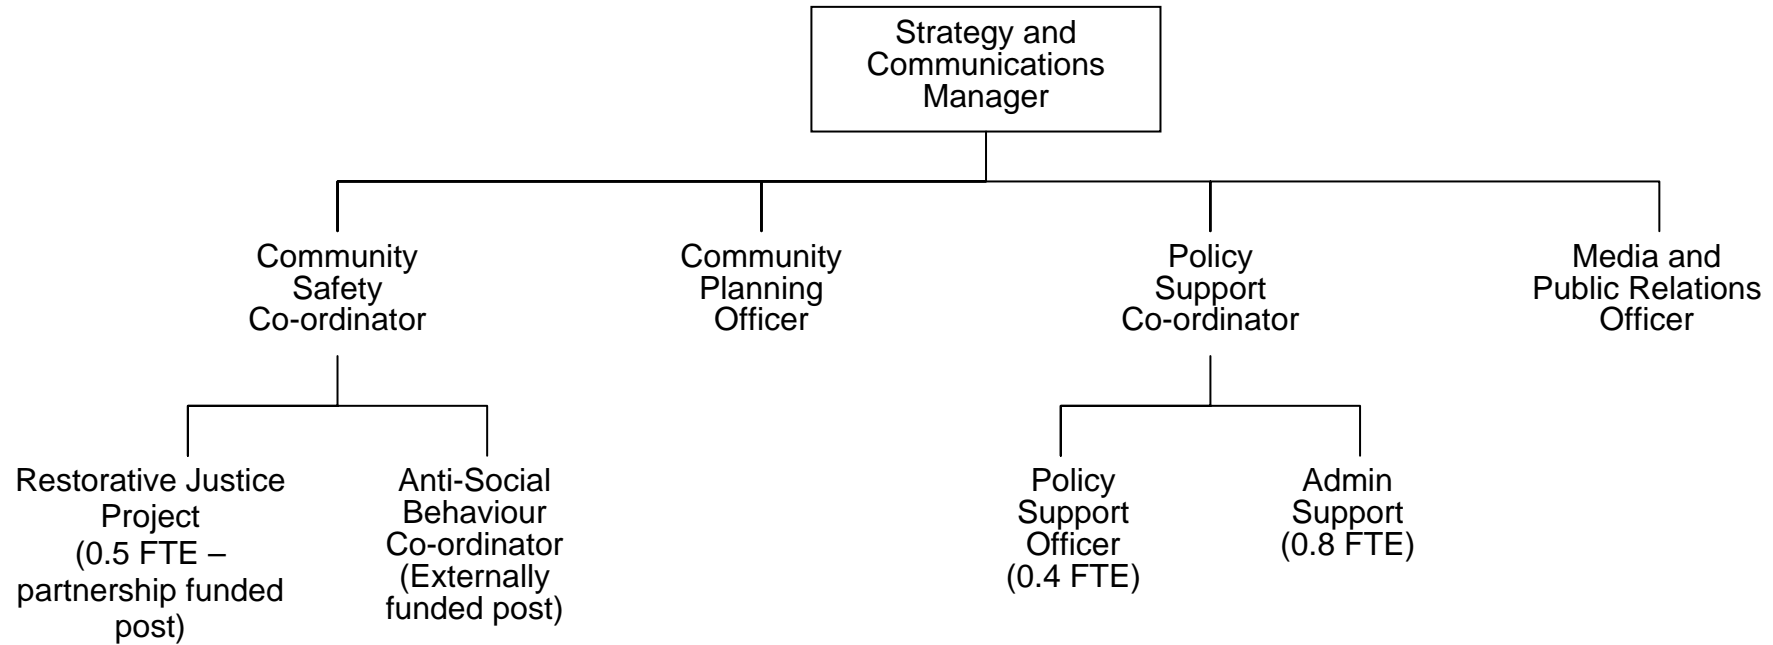 Strategy and
Communications
Manager
Community
Safety
Co-ordinator
Community
Planning
Officer
Policy
Support
Co-ordinator
Media and
Public Relations
Officer
Restorative Justice
Project
(0.5 FTE –
partnership funded
post)
Anti-Social
Behaviour
Co-ordinator
(Externally
funded post)
Policy
Support
Officer
(0.4 FTE)
Admin
Support
(0.8 FTE)